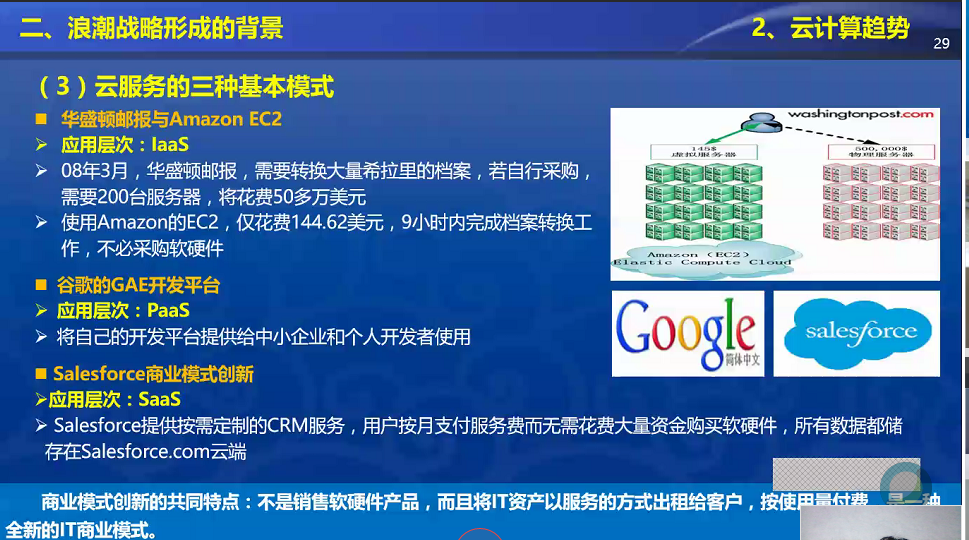 二、浪潮战略形成的背景
2、云计算趋势
29
（3）云服务的三种基本模式
■ 华盛顿邮报与Amazon EC2
➢ 应用层次：IaaS
➢ 08年3月，华盛顿邮报，需要转换大量希拉里的档案，若自行采购，
需要200台服务器，将花费50多万美元
➢ 使用Amazon的EC2，仅花费144.62美元，9小时内完成档案转换工
作，不必采购软硬件
washingtonpost.com
145$
虚拟服务器
500,000$
物理服务器
Amazon (EC2)
Elastic Compute Cloud
■ 谷歌的GAE开发平台
➢ 应用层次：PaaS
➢ 将自己的开发平台提供给中小企业和个人开发者使用
Google
简体中文
salesforce
■ Salesforce商业模式创新
➢应用层次：SaaS
➢ Salesforce提供按需定制的CRM服务，用户按月支付服务费而无需花费大量资金购买软硬件，所有数据都储
存在Salesforce.com云端
商业模式创新的共同特点：不是销售软硬件产品，而且将IT资产以服务的方式出租给客户，按使用量付费，是一种
全新的IT商业模式。